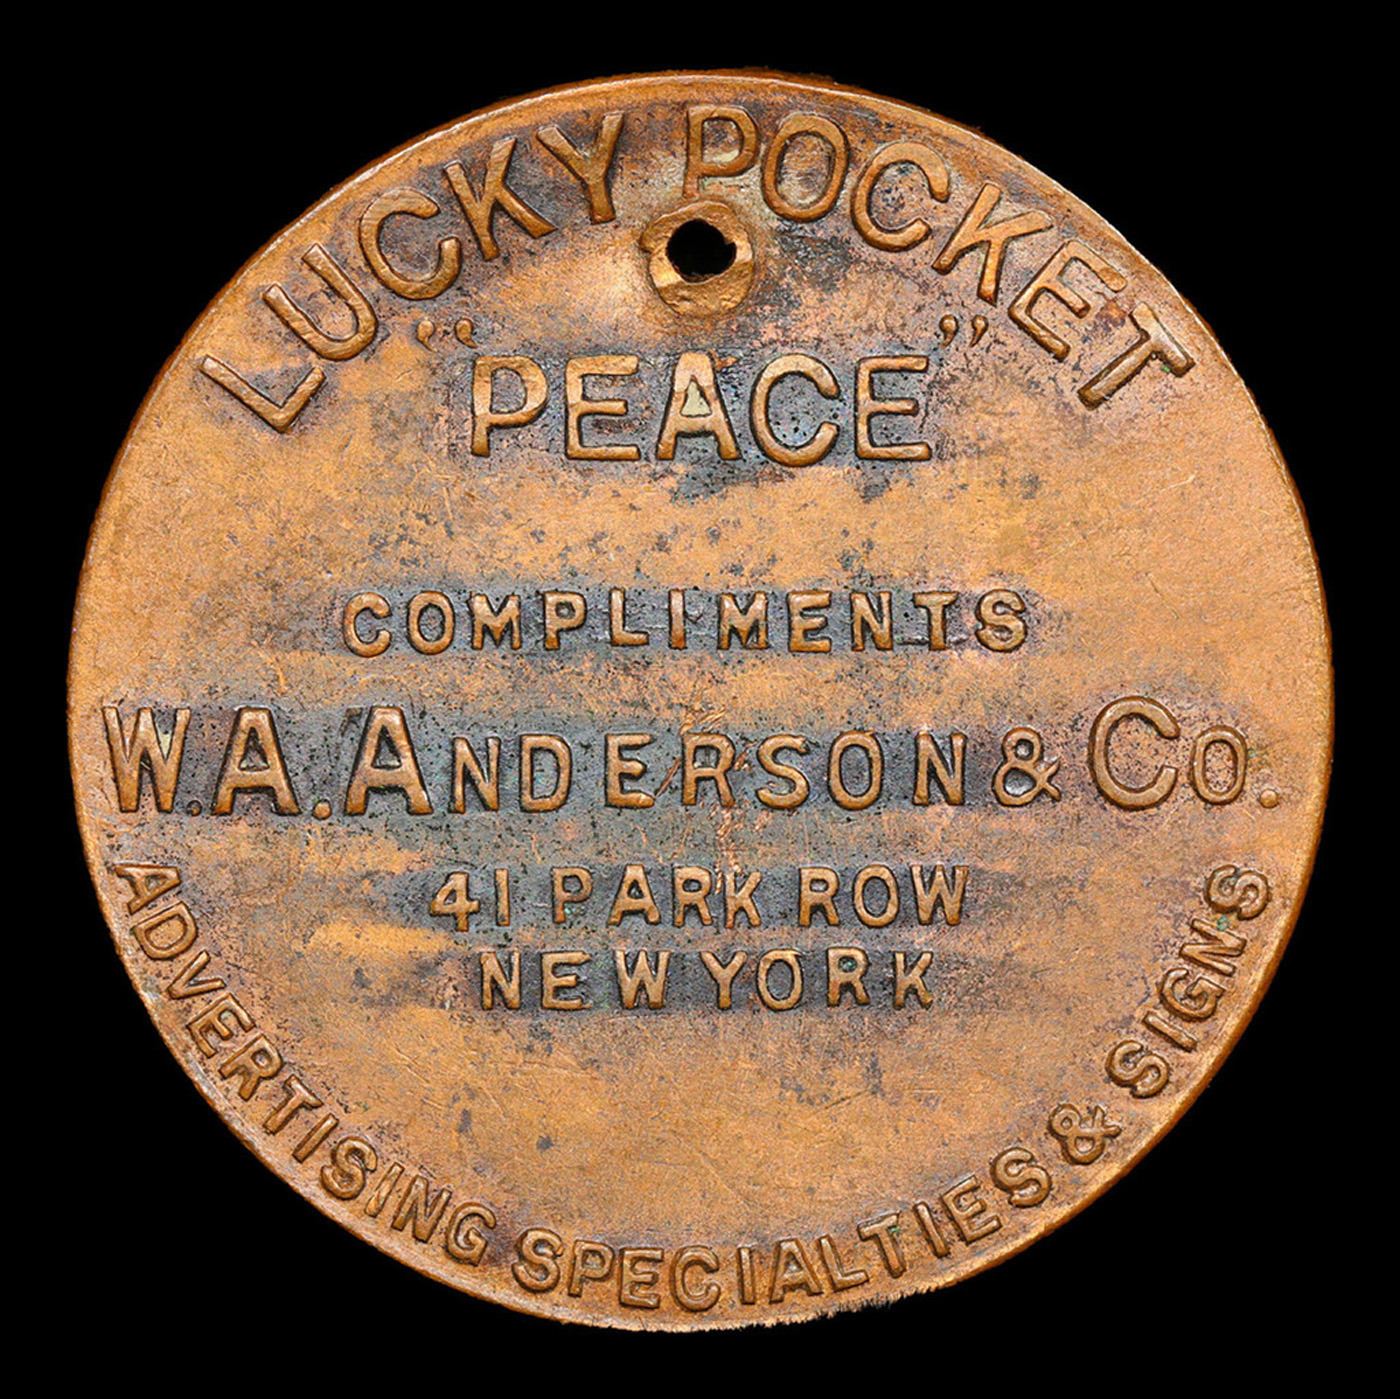 LUCKY POCKET
"PEACE"
COMPLIMENTS
W.A. ANDERSON & CO.
41 PARK ROW
NEW YORK
ADVERTISING SPECIALTIES & SIGNS